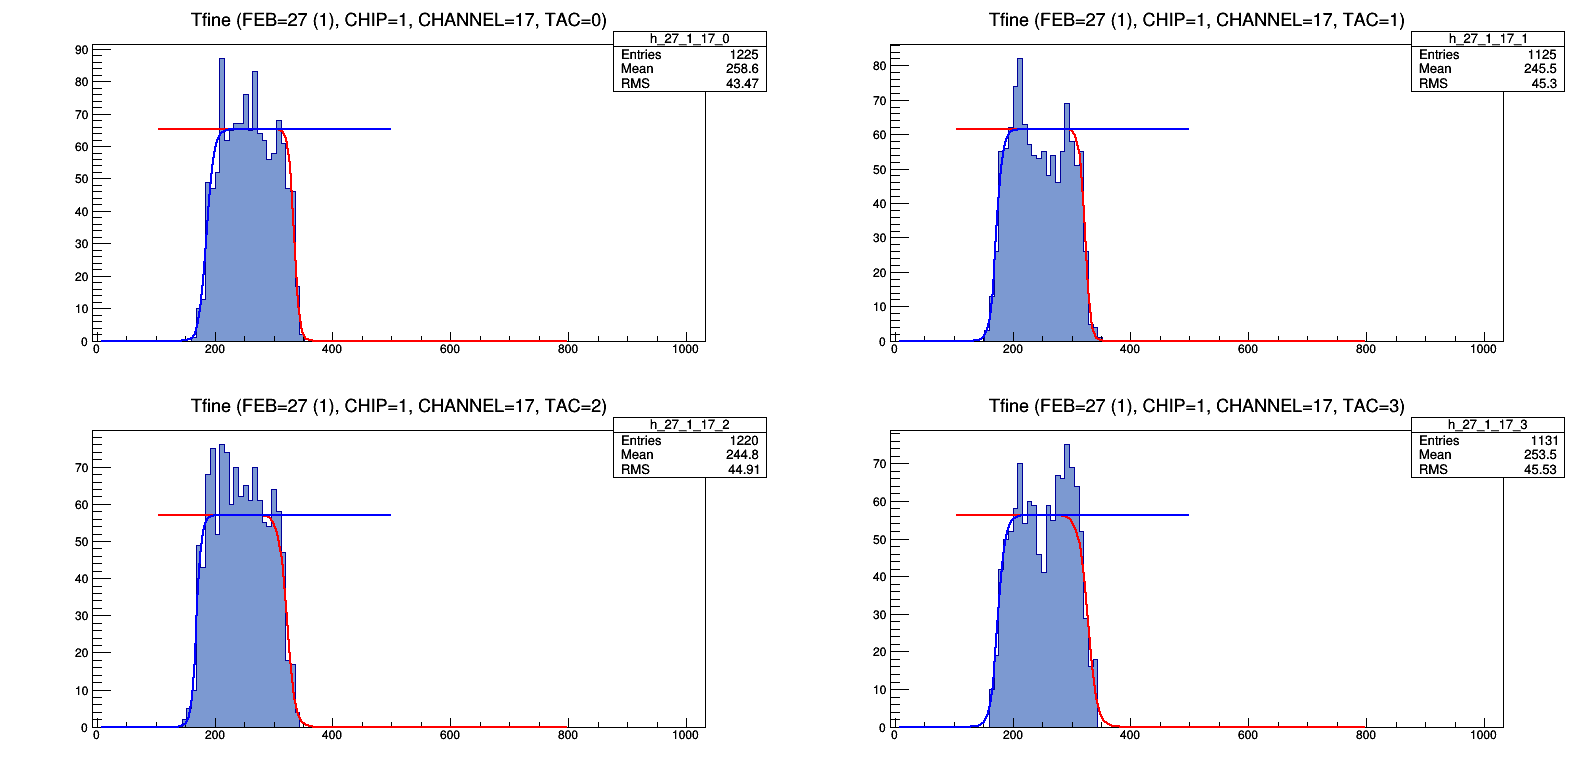 Tfine (FEB=27 (1), CHIP=1, CHANNEL=17, TAC=0)
h_27_1_17_0
Entries 1225
Mean 258.6
RMS 43.47
90
80
70
60
50
40
30
20
10
0
0 200 400 600 800 1000
Tfine (FEB=27 (1), CHIP=1, CHANNEL=17, TAC=1)
h_27_1_17_1
Entries 1125
Mean 245.5
RMS 45.3
80
70
60
50
40
30
20
10
0
0 200 400 600 800 1000
Tfine (FEB=27 (1), CHIP=1, CHANNEL=17, TAC=2)
h_27_1_17_2
Entries 1220
Mean 244.8
RMS 44.91
70
60
50
40
30
20
10
0
0 200 400 600 800 1000
Tfine (FEB=27 (1), CHIP=1, CHANNEL=17, TAC=3)
h_27_1_17_3
Entries 1131
Mean 253.5
RMS 45.53
70
60
50
40
30
20
10
0
0 200 400 600 800 1000